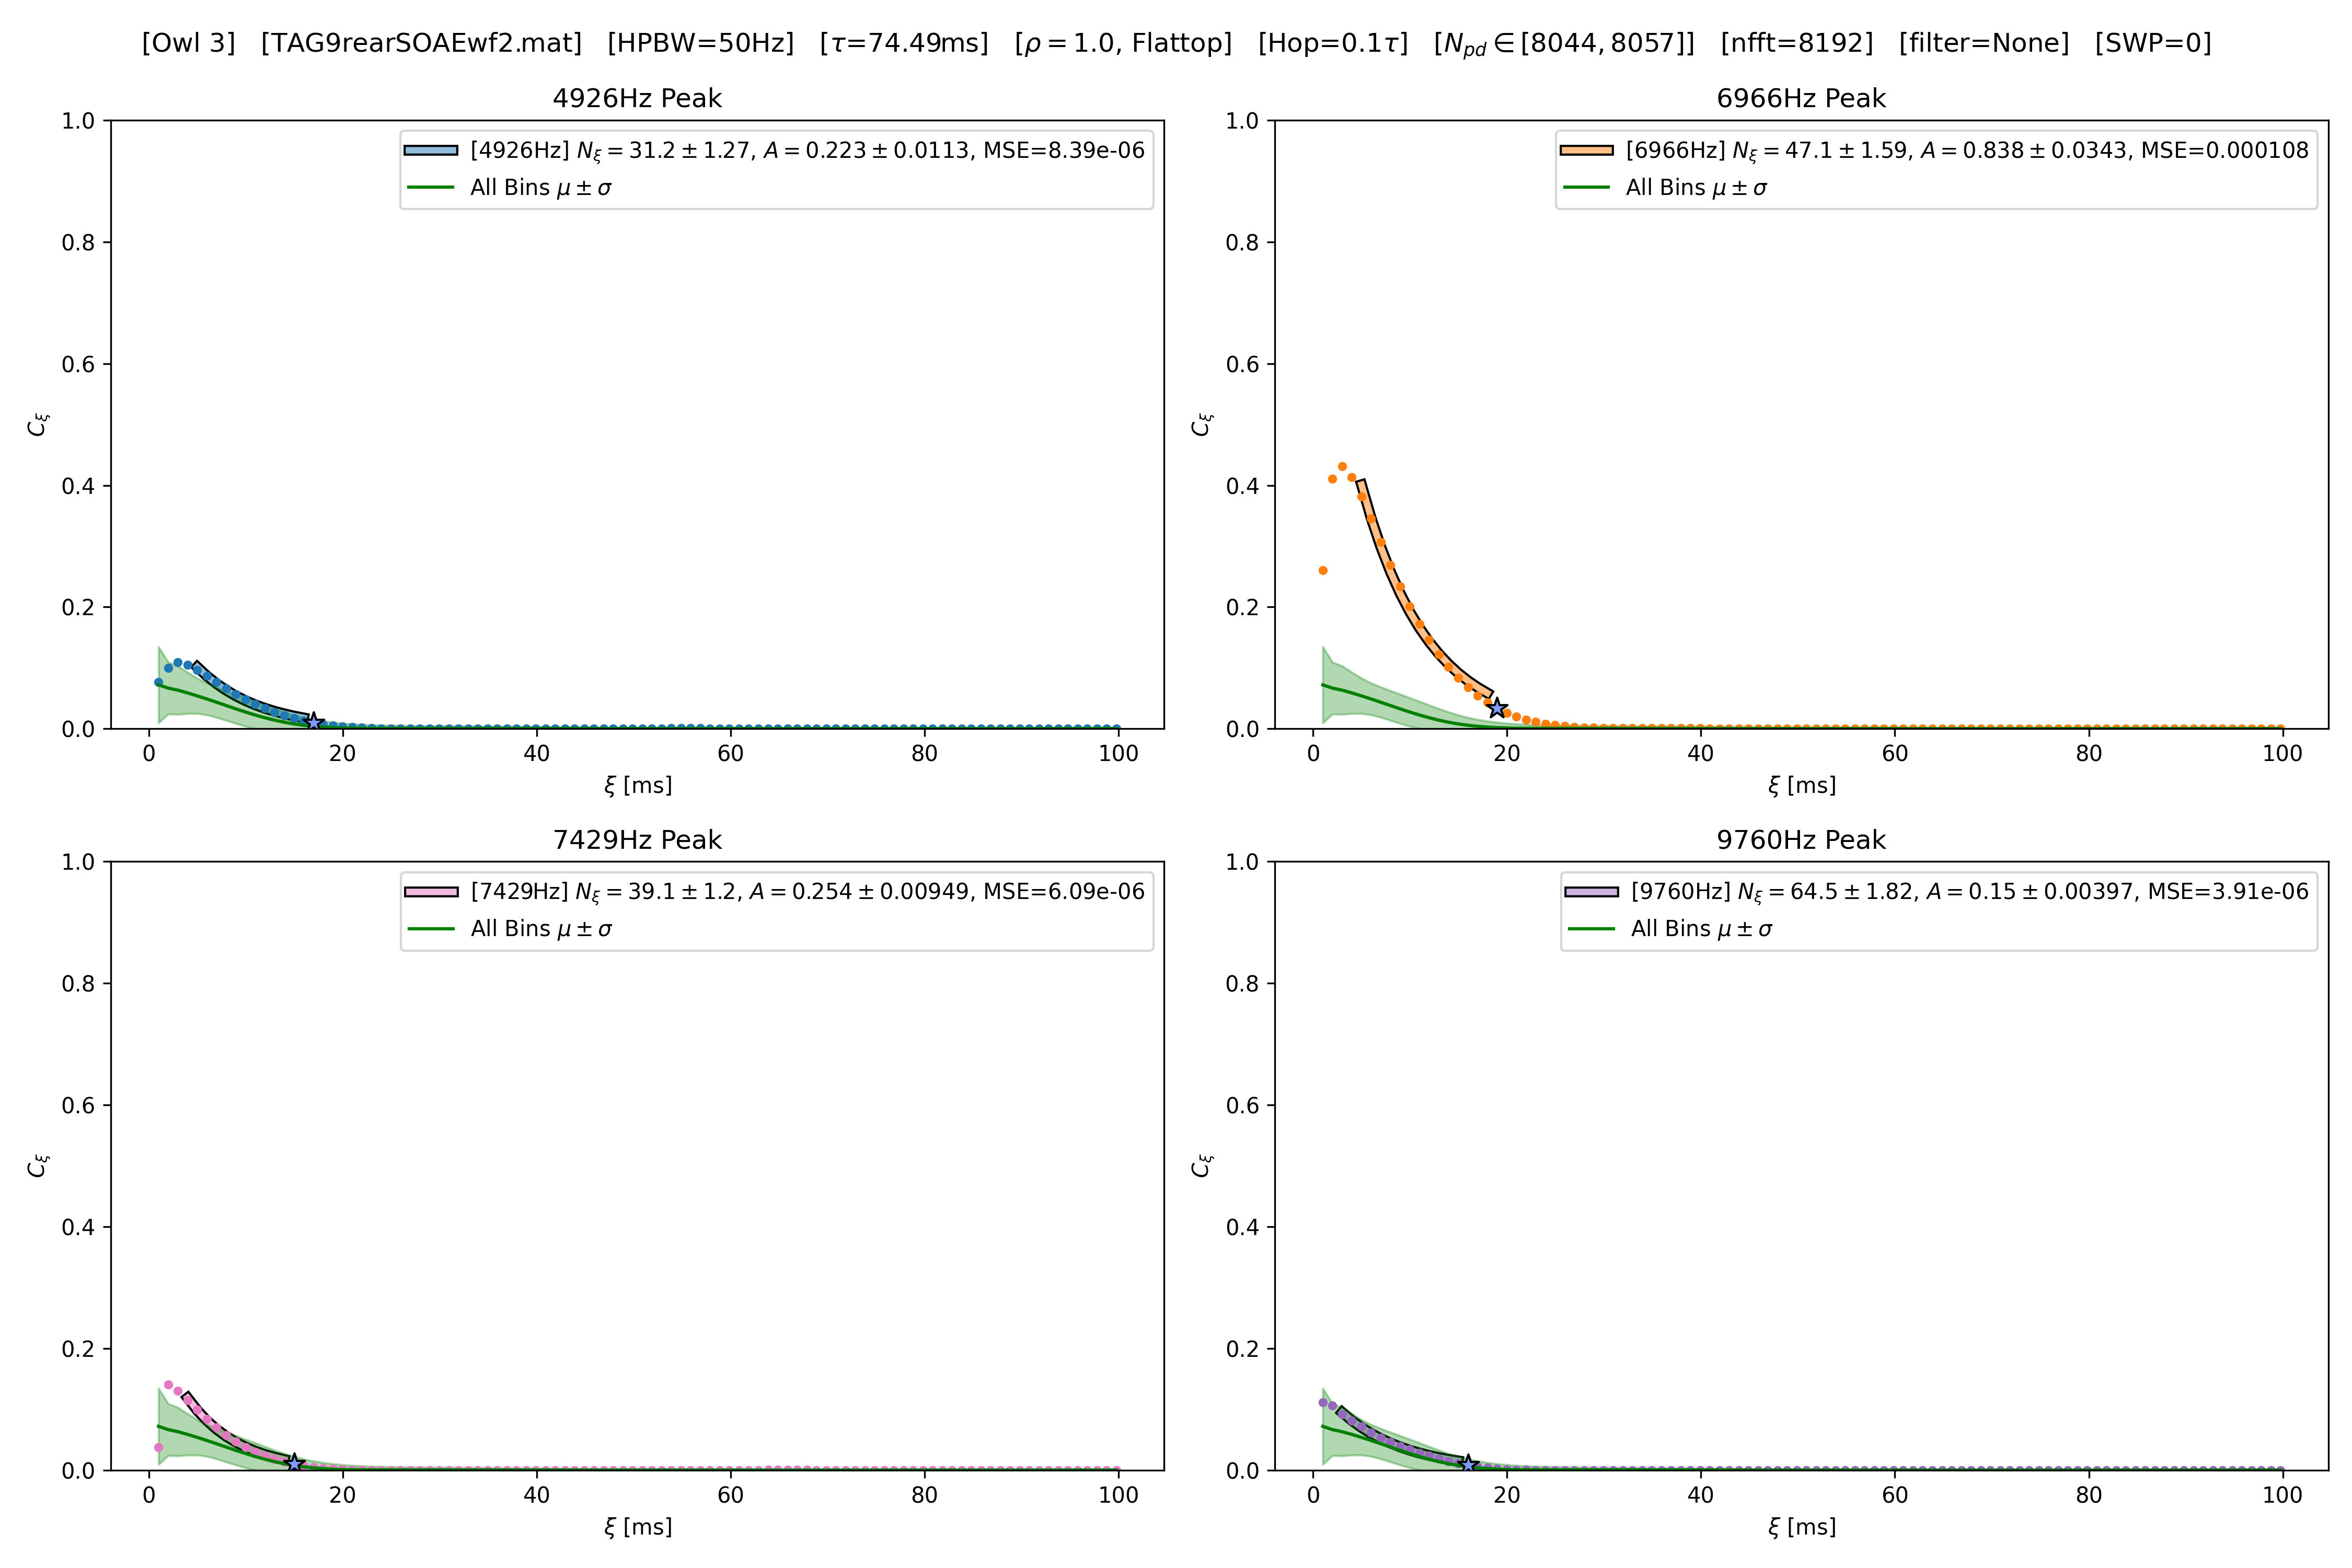 [Owl 3] [TAG9rearSOAEwf2.mat] [HPBW=50Hz] [τ=74.49ms] [ρ = 1.0, Flattop] [Hop=0.1τ] [N_pd ∈ [8044, 8057]] [nfft=8192] [filter=None] [SWP=0]
4926Hz Peak
[4926Hz] N_ξ = 31.2 ± 1.27, A = 0.223 ± 0.0113, MSE=8.39e-06
All Bins μ ± σ
1.0
0.8
0.6
0.4
0.2
0.0
C_ξ
0 20 40 60 80 100
ξ [ms]
6966Hz Peak
[6966Hz] N_ξ = 47.1 ± 1.59, A = 0.838 ± 0.0343, MSE=0.000108
All Bins μ ± σ
1.0
0.8
0.6
0.4
0.2
0.0
C_ξ
0 20 40 60 80 100
ξ [ms]
7429Hz Peak
[7429Hz] N_ξ = 39.1 ± 1.2, A = 0.254 ± 0.00949, MSE=6.09e-06
All Bins μ ± σ
1.0
0.8
0.6
0.4
0.2
0.0
C_ξ
0 20 40 60 80 100
ξ [ms]
9760Hz Peak
[9760Hz] N_ξ = 64.5 ± 1.82, A = 0.15 ± 0.00397, MSE=3.91e-06
All Bins μ ± σ
1.0
0.8
0.6
0.4
0.2
0.0
C_ξ
0 20 40 60 80 100
ξ [ms]